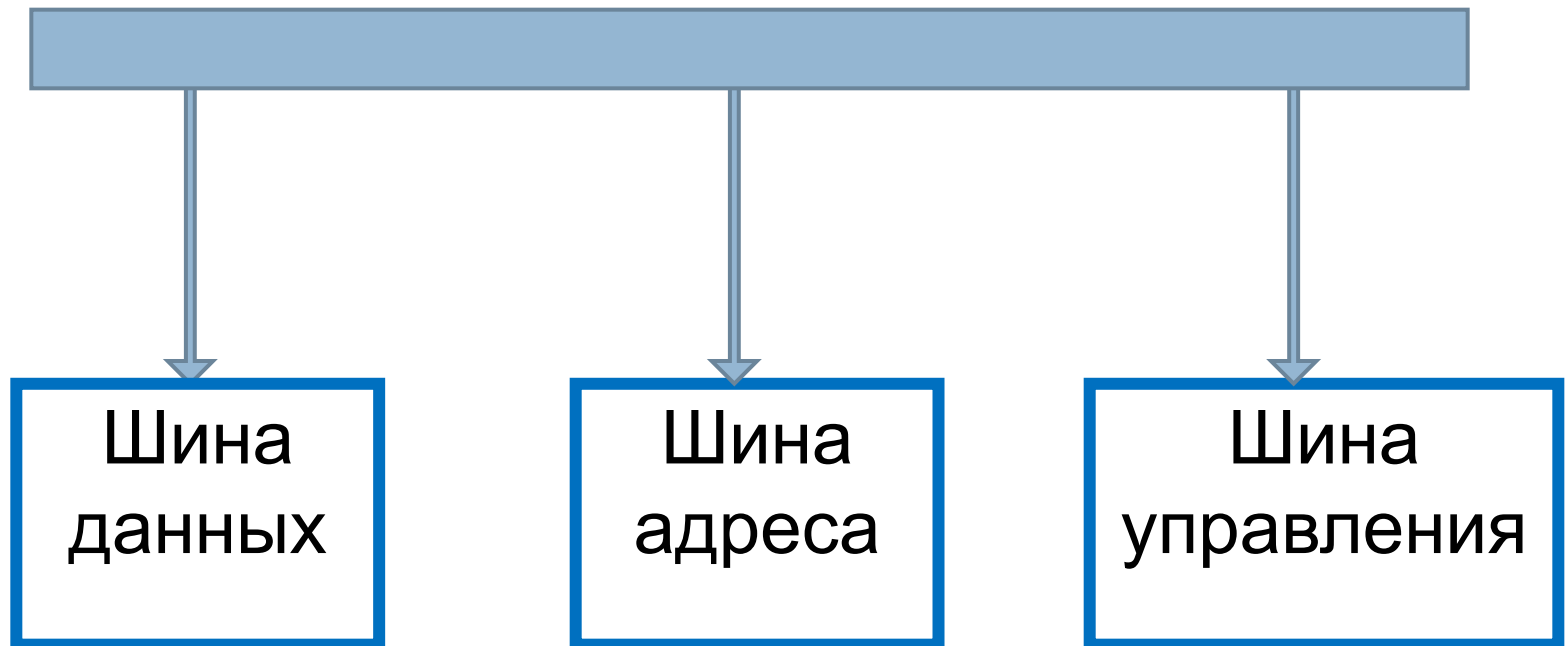 Шина
данных
Шина
адреса
Шина
управления